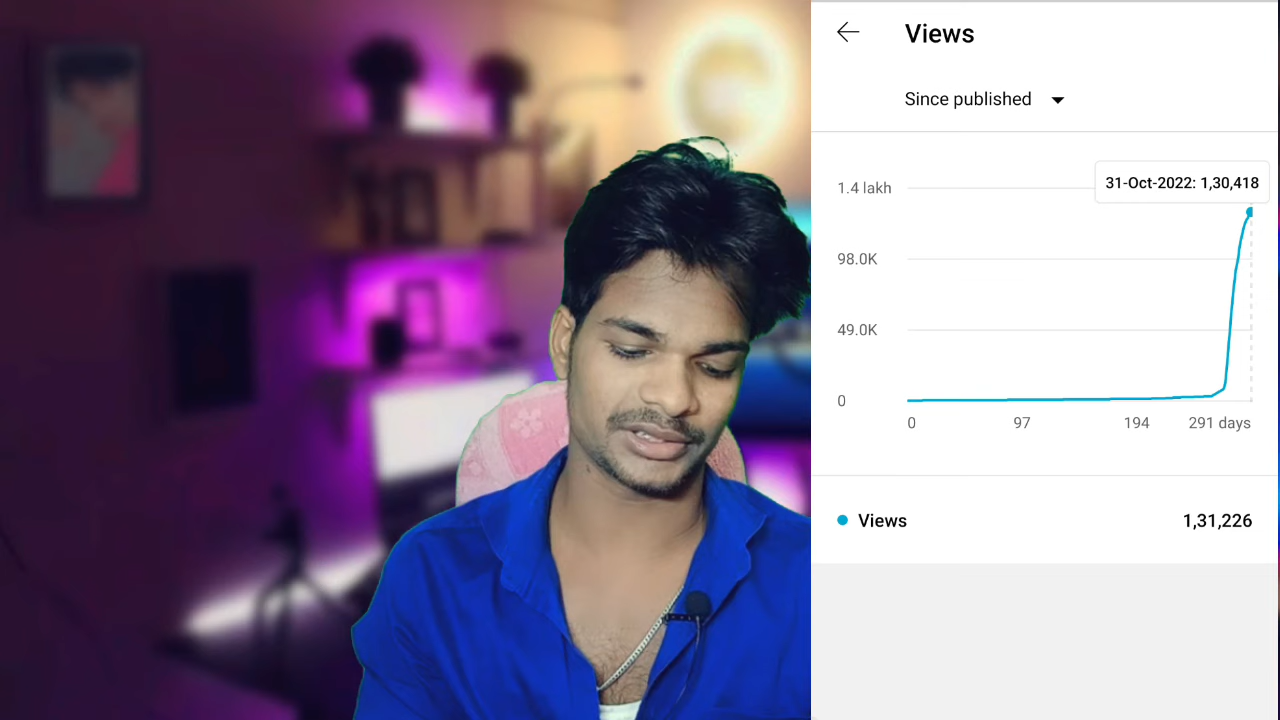 Views
Since published
31-Oct-2022: 1,30,418
1.4 lakh
98.0K
49.0K
0
0 97 194 291 days
Views 1,31,226